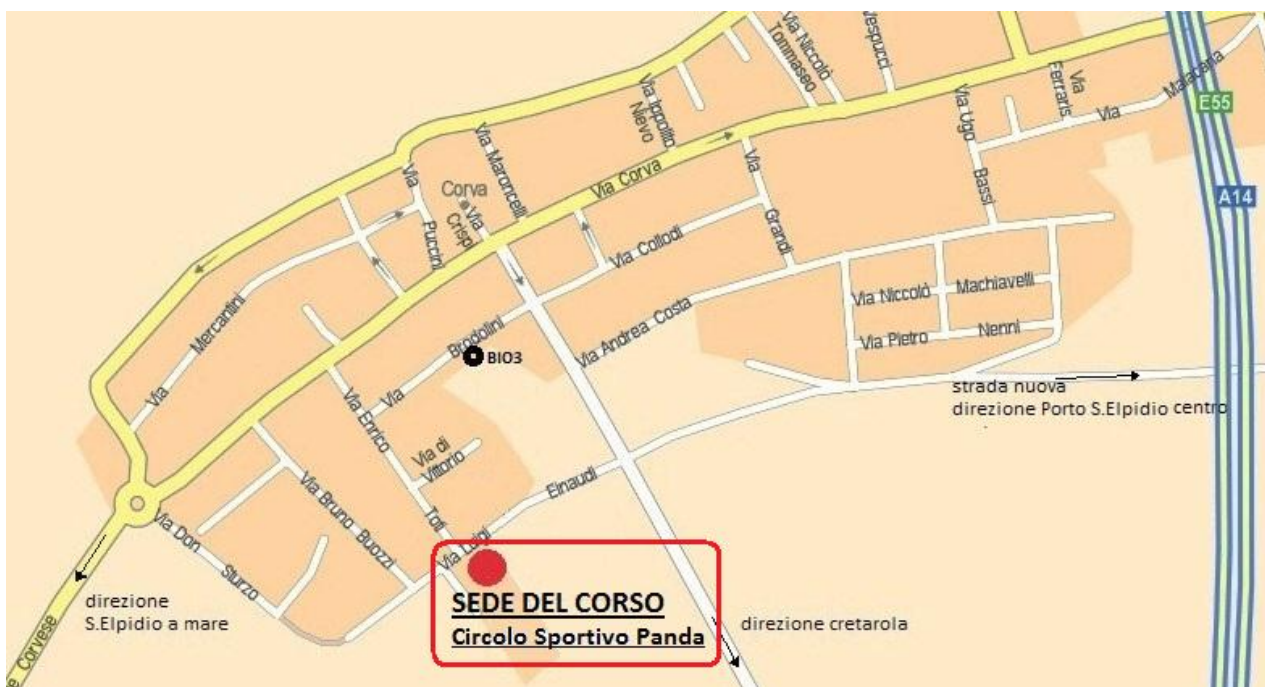 Via Niccolò
Tommaseo
Vespucci
Via
Ferraris
Via
Malagana
E55
A14
Via Ippolito
Nievo
Via Ugo
Bassi
Via Maroncelli
Via Corva
Via
Puccini
Corva
Via
Crispi
Via
Grandi
Via Collodi
Via
Mercantini
Via Niccolò
Machiavelli
Via Andrea Costa
Via
Brodolini
BIO3
Via Pietro
Nenni
strada nuova
direzione Porto S.Elpidio centro
Via Enrico
Toti
Via di
Vittorio
Via Bruno Buozzi
Via Luigi
Einaudi
Via Don
Sturzo
direzione
S.Elpidio a mare
SEDE DEL CORSO
Circolo Sportivo Panda
direzione cretarola
Corvese